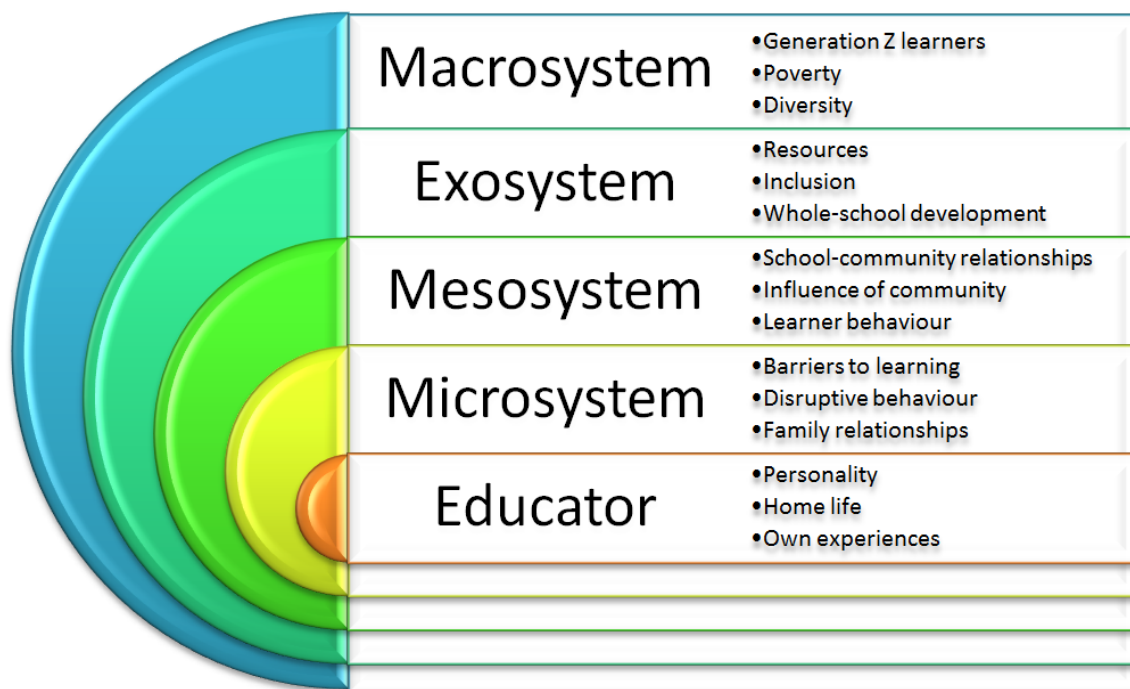 Macrosystem
•Generation Z learners
•Poverty
•Diversity
Exosystem
•Resources
•Inclusion
•Whole-school development
Mesosystem
•School-community relationships
•Influence of community
•Learner behaviour
Microsystem
•Barriers to learning
•Disruptive behaviour
•Family relationships
Educator
•Personality
•Home life
•Own experiences